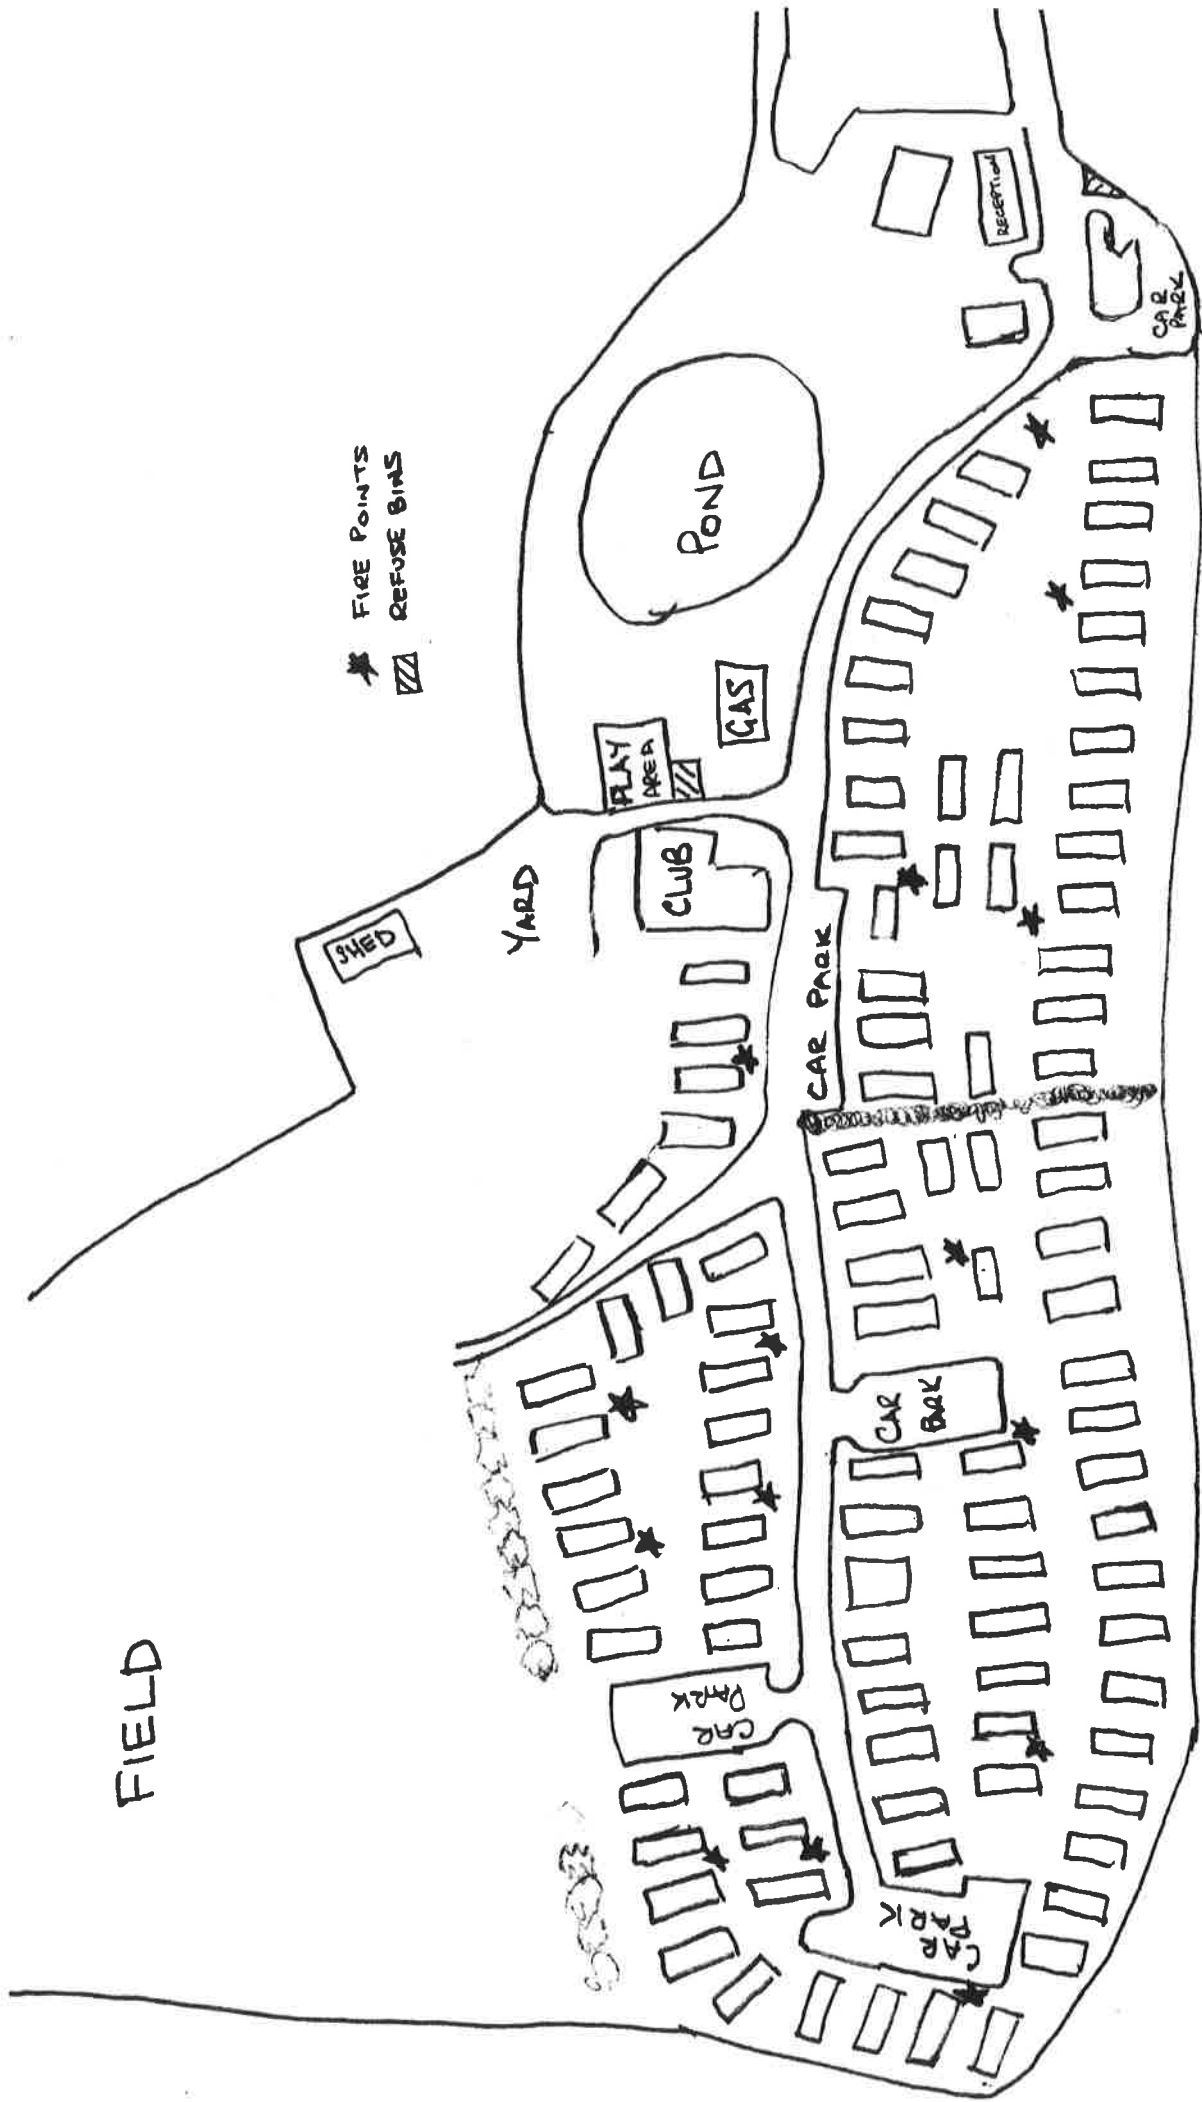 FIRE POINTS
REFUSE BINS
FIELD
SHED
YARD
CLUB
PLAY
AREA
GAS
POND
RECEPTION
CAR
PARK
CAR PARK
CAR
PARK
CAR
PARK
CAR
PARK